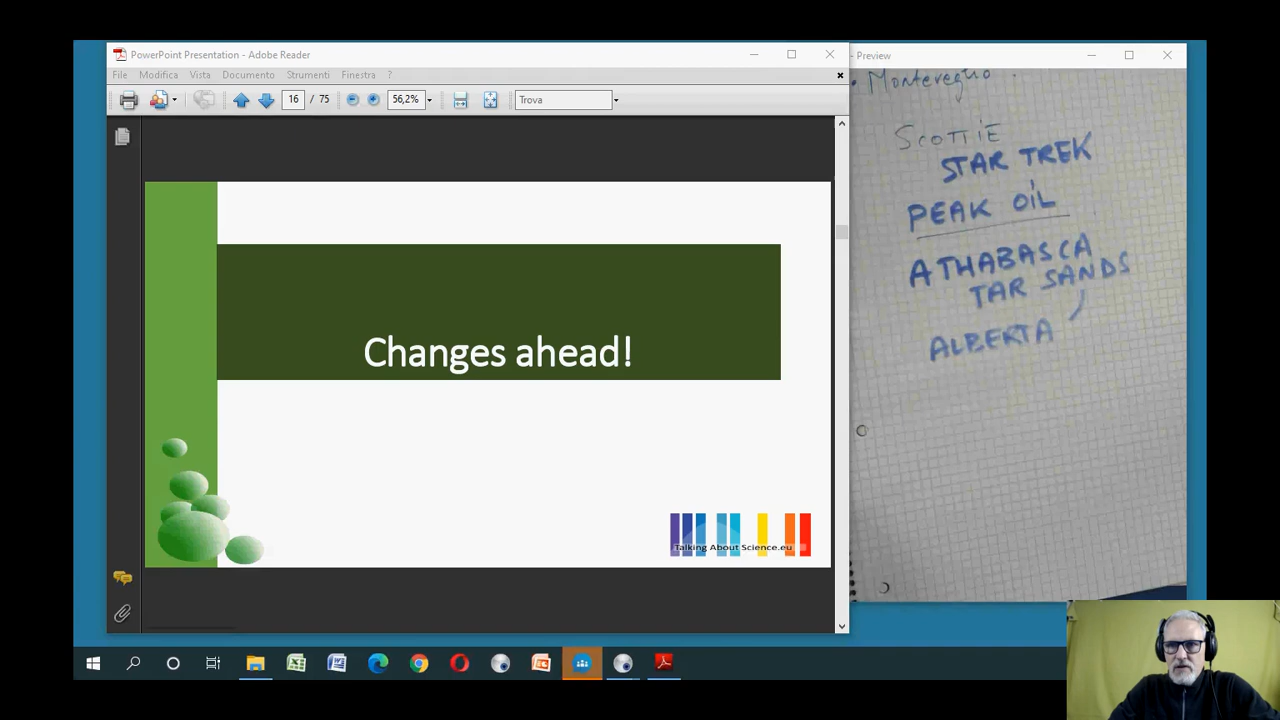 PowerPoint Presentation - Adobe Reader
File Modifica Vista Documento Strumenti Finestra ?
16 / 75 56,2% Trova
Changes ahead!
Talking About Science.eu
- Preview
• Monteveglio
SCOTTIE
STAR TREK
PEAK OIL
ATHABASCA
TAR SANDS
ALBERTA